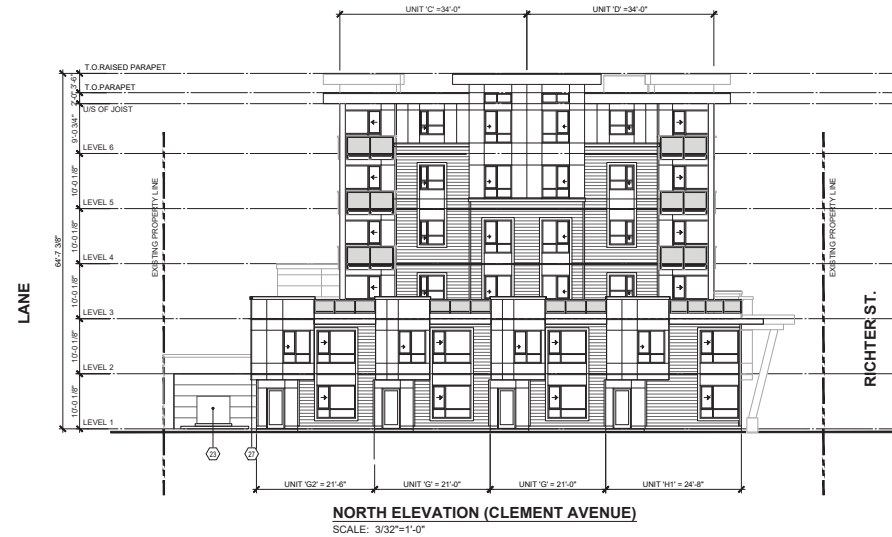 UNIT 'C' =34'-0"
UNIT 'D' =34'-0"
T.O.RAISED PARAPET
3'-6"
T.O.PARAPET
2'-0"
U/S OF JOIST
9'-0 3/4"
LEVEL 6
10'-0 1/8"
LEVEL 5
10'-0 1/8"
LEVEL 4
10'-0 1/8"
LEVEL 3
10'-0 1/8"
LEVEL 2
10'-0 1/8"
LEVEL 1
64'-7 3/8"
EXISTING PROPERTY LINE
EXISTING PROPERTY LINE
LANE
RICHTER ST.
23
27
UNIT 'G2' = 21'-6"
UNIT 'G' = 21'-0"
UNIT 'G' = 21'-0"
UNIT 'H1' = 24'-8"
NORTH ELEVATION (CLEMENT AVENUE)
SCALE: 3/32"=1'-0"